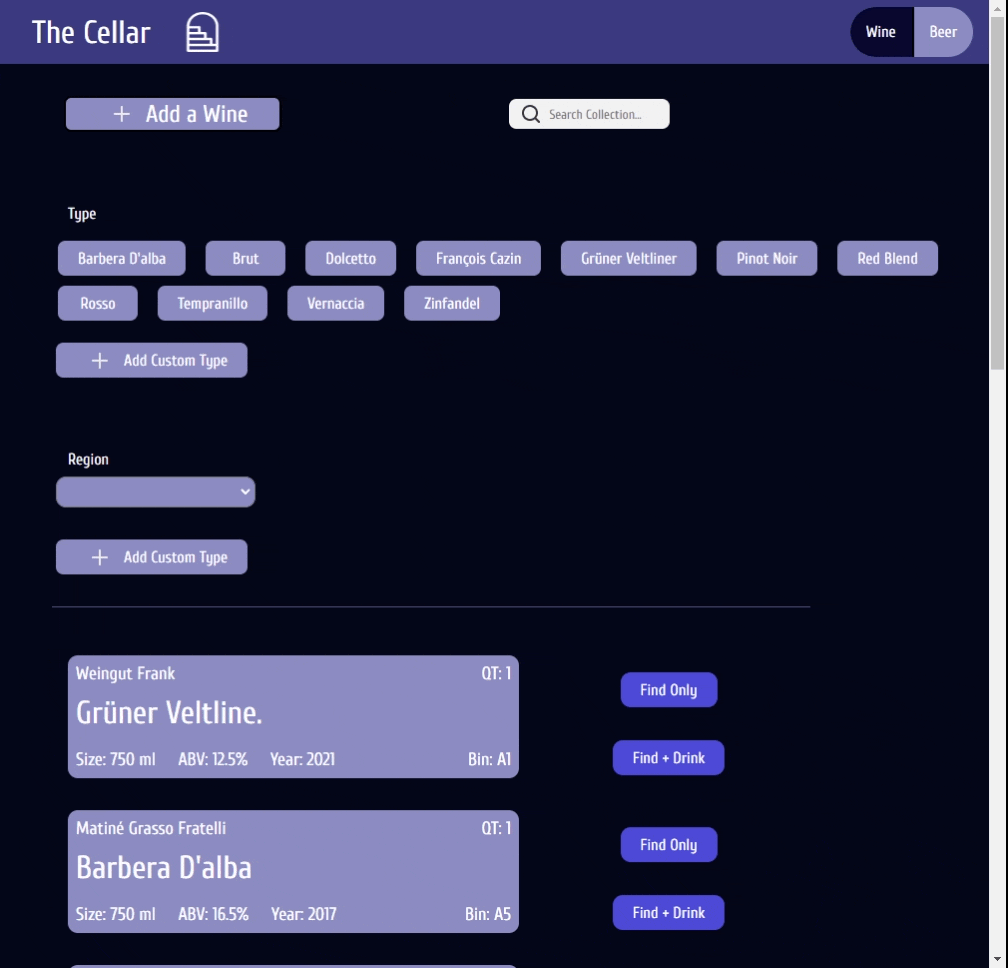 The Cellar
Wine
Beer
Add a Wine
Search Collection...
Type
Barbera D'alba
Brut
Dolcetto
François Cazin
Grüner Veltliner
Pinot Noir
Red Blend
Rosso
Tempranillo
Vernaccia
Zinfandel
Add Custom Type
Region
Add Custom Type
Weingut Frank QT: 1
Grüner Veltline.
Size: 750 ml ABV: 12.5% Year: 2021 Bin: A1
Find Only
Find + Drink
Matiné Grasso Fratelli QT: 1
Barbera D'alba
Size: 750 ml ABV: 16.5% Year: 2017 Bin: A5
Find Only
Find + Drink